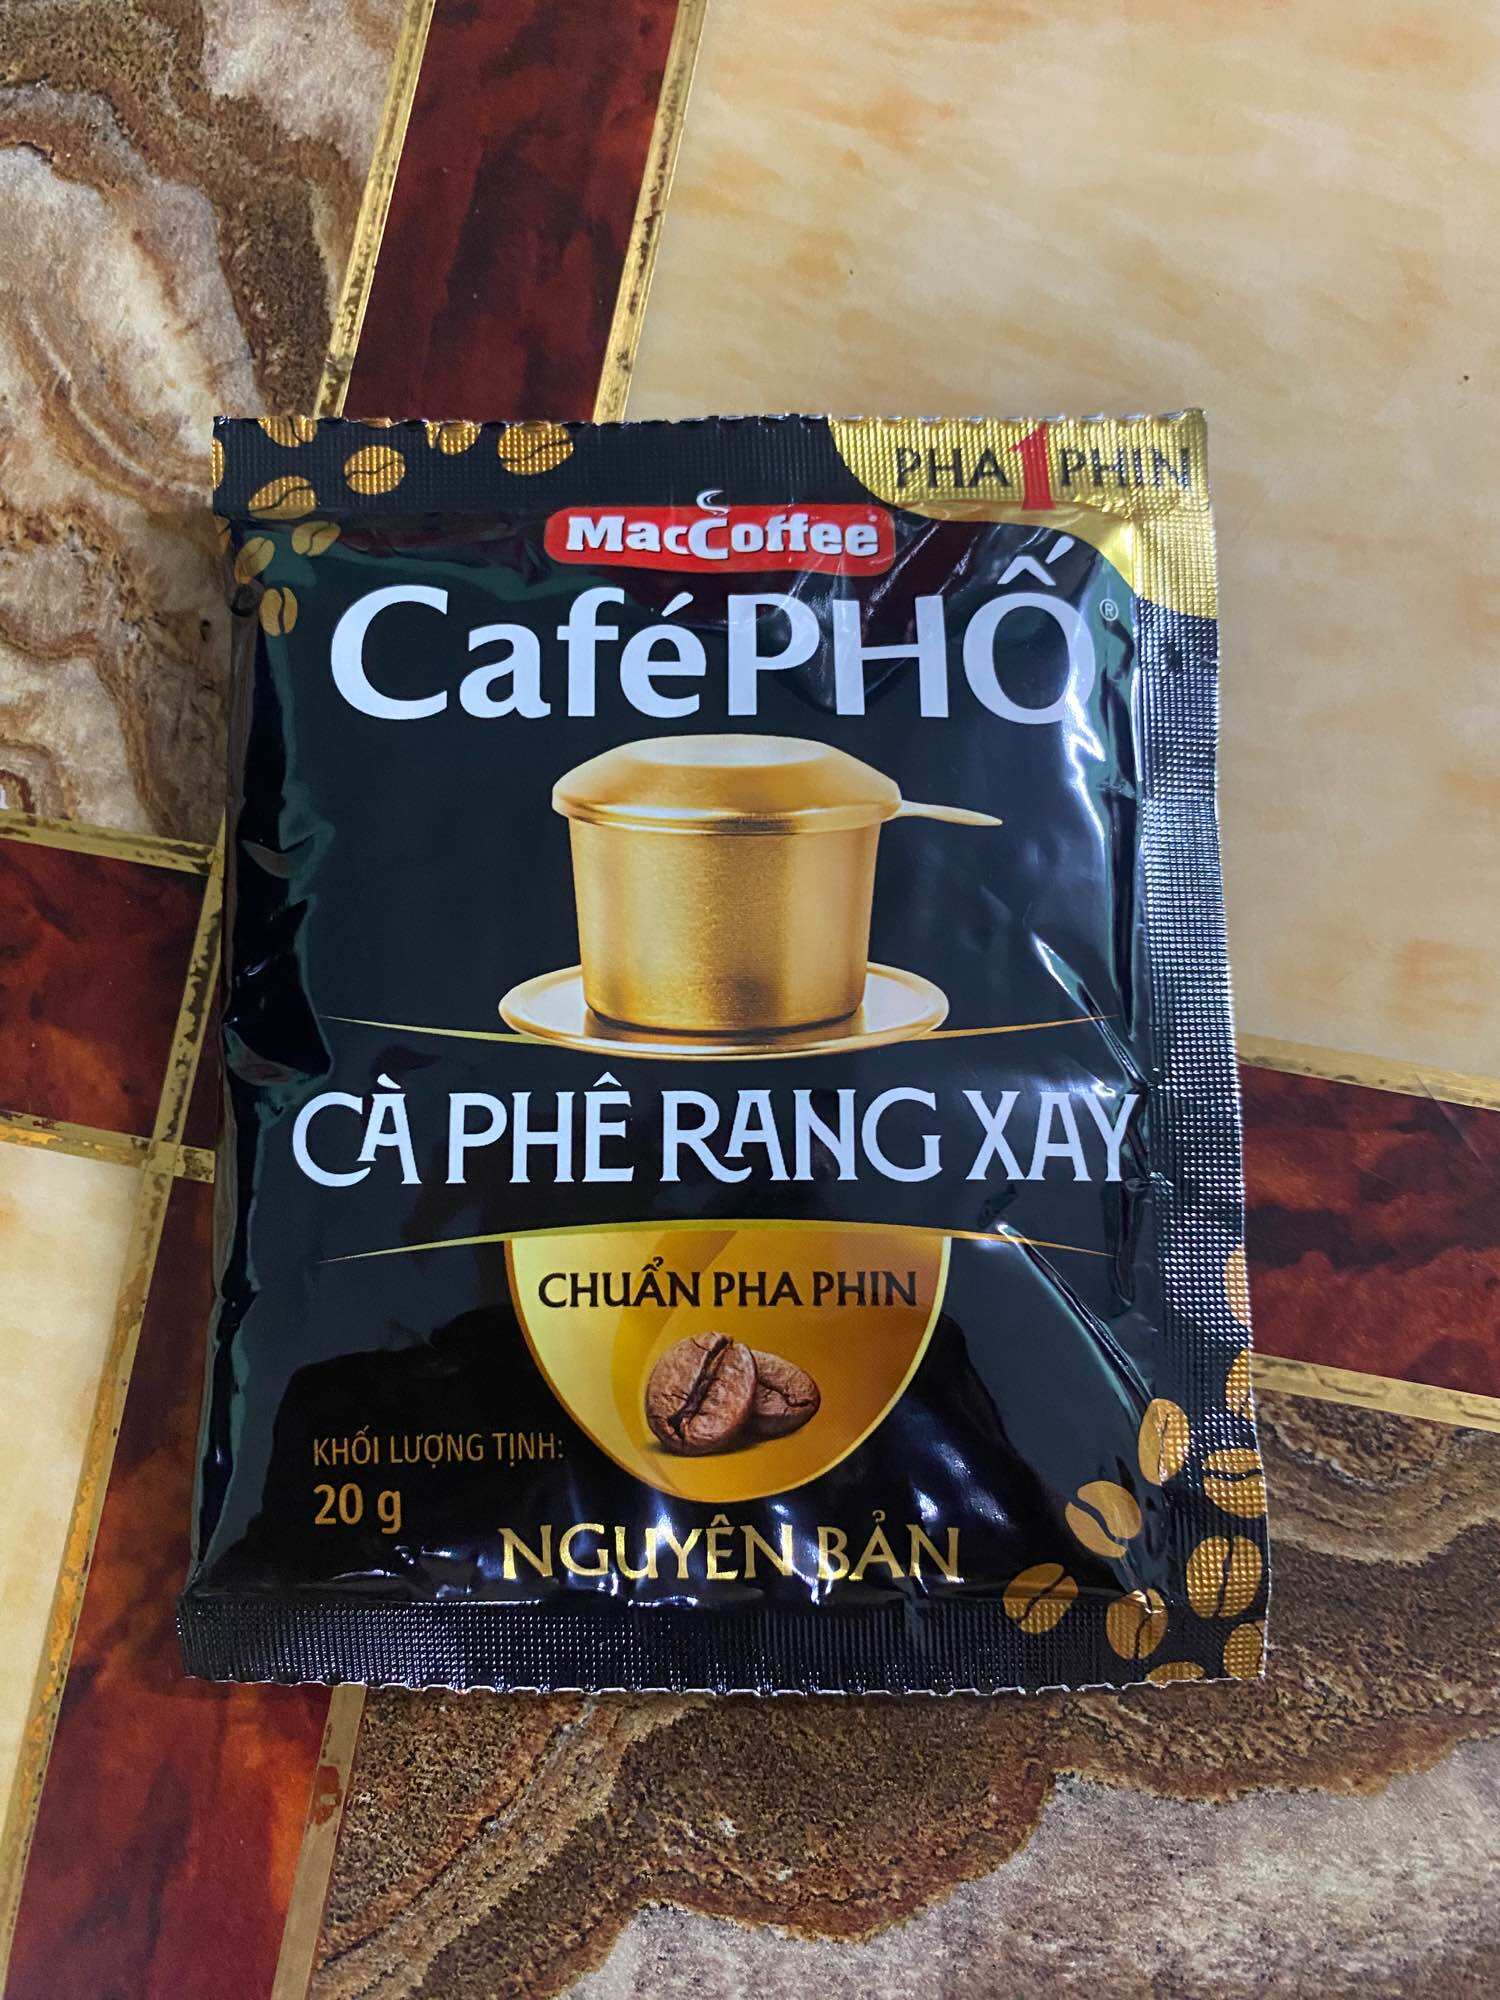 PHA 1 PHIN
MacCoffee®
CaféPHỐ®
CÀ PHÊ RANG XAY
CHUẨN PHA PHIN
KHỐI LƯỢNG TỊNH:
20 g
NGUYÊN BẢN